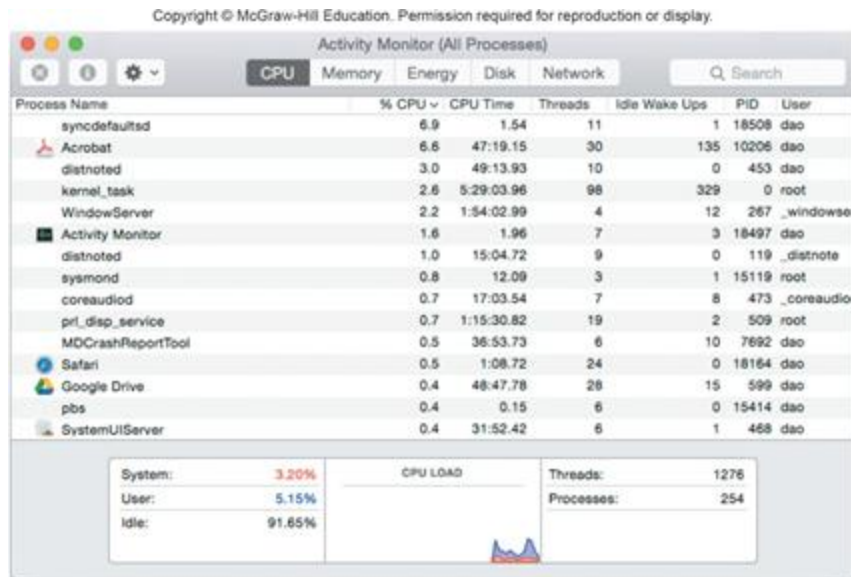 Copyright © McGraw-Hill Education. Permission required for reproduction or display.
Activity Monitor (All Processes)
CPU Memory Energy Disk Network Search
Process Name % CPU CPU Time Threads Idle Wake Ups PID User
syncdefaultsd 6.9 1.54 11 1 18508 dao
Acrobat 6.6 47:19.15 30 135 10206 dao
distnoted 3.0 49:13.93 10 0 453 dao
kernel_task 2.6 5:29:03.96 98 329 0 root
WindowServer 2.2 1:54:02.99 4 12 267 _windowse
Activity Monitor 1.6 1.96 7 3 18497 dao
distnoted 1.0 15:04.72 9 0 119 _distnote
sysmond 0.8 12.09 3 1 15119 root
coreaudiod 0.7 17:03.54 7 8 473 _coreaudio
prl_disp_service 0.7 1:15:30.82 19 2 509 root
MDCrashReportTool 0.5 36:53.73 6 10 7692 dao
Safari 0.5 1:08.72 24 0 18164 dao
Google Drive 0.4 48:47.78 28 15 599 dao
pbs 0.4 0.15 6 0 15414 dao
SystemUIServer 0.4 31:52.42 6 1 468 dao
System: 3.20% CPU LOAD Threads: 1276
User: 5.15% Processes: 254
Idle: 91.65%